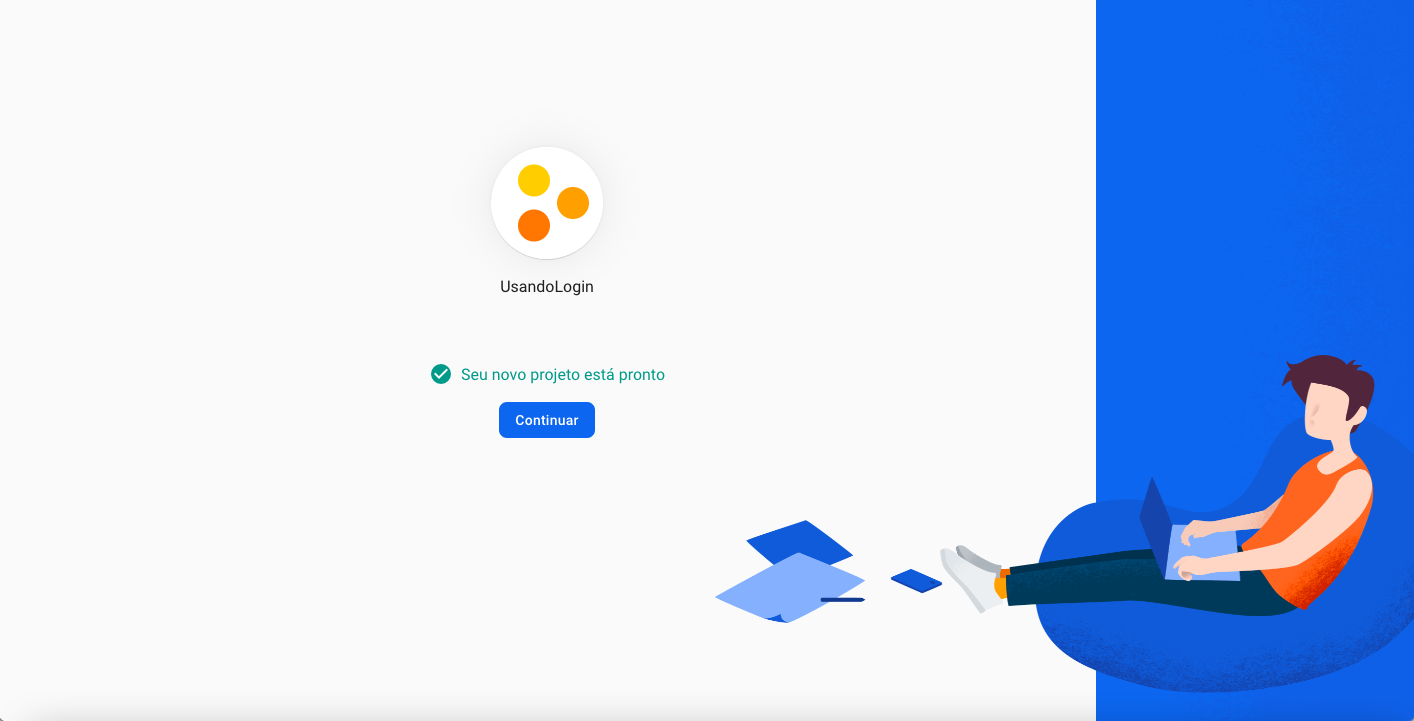 UsandoLogin
Seu novo projeto está pronto
Continuar